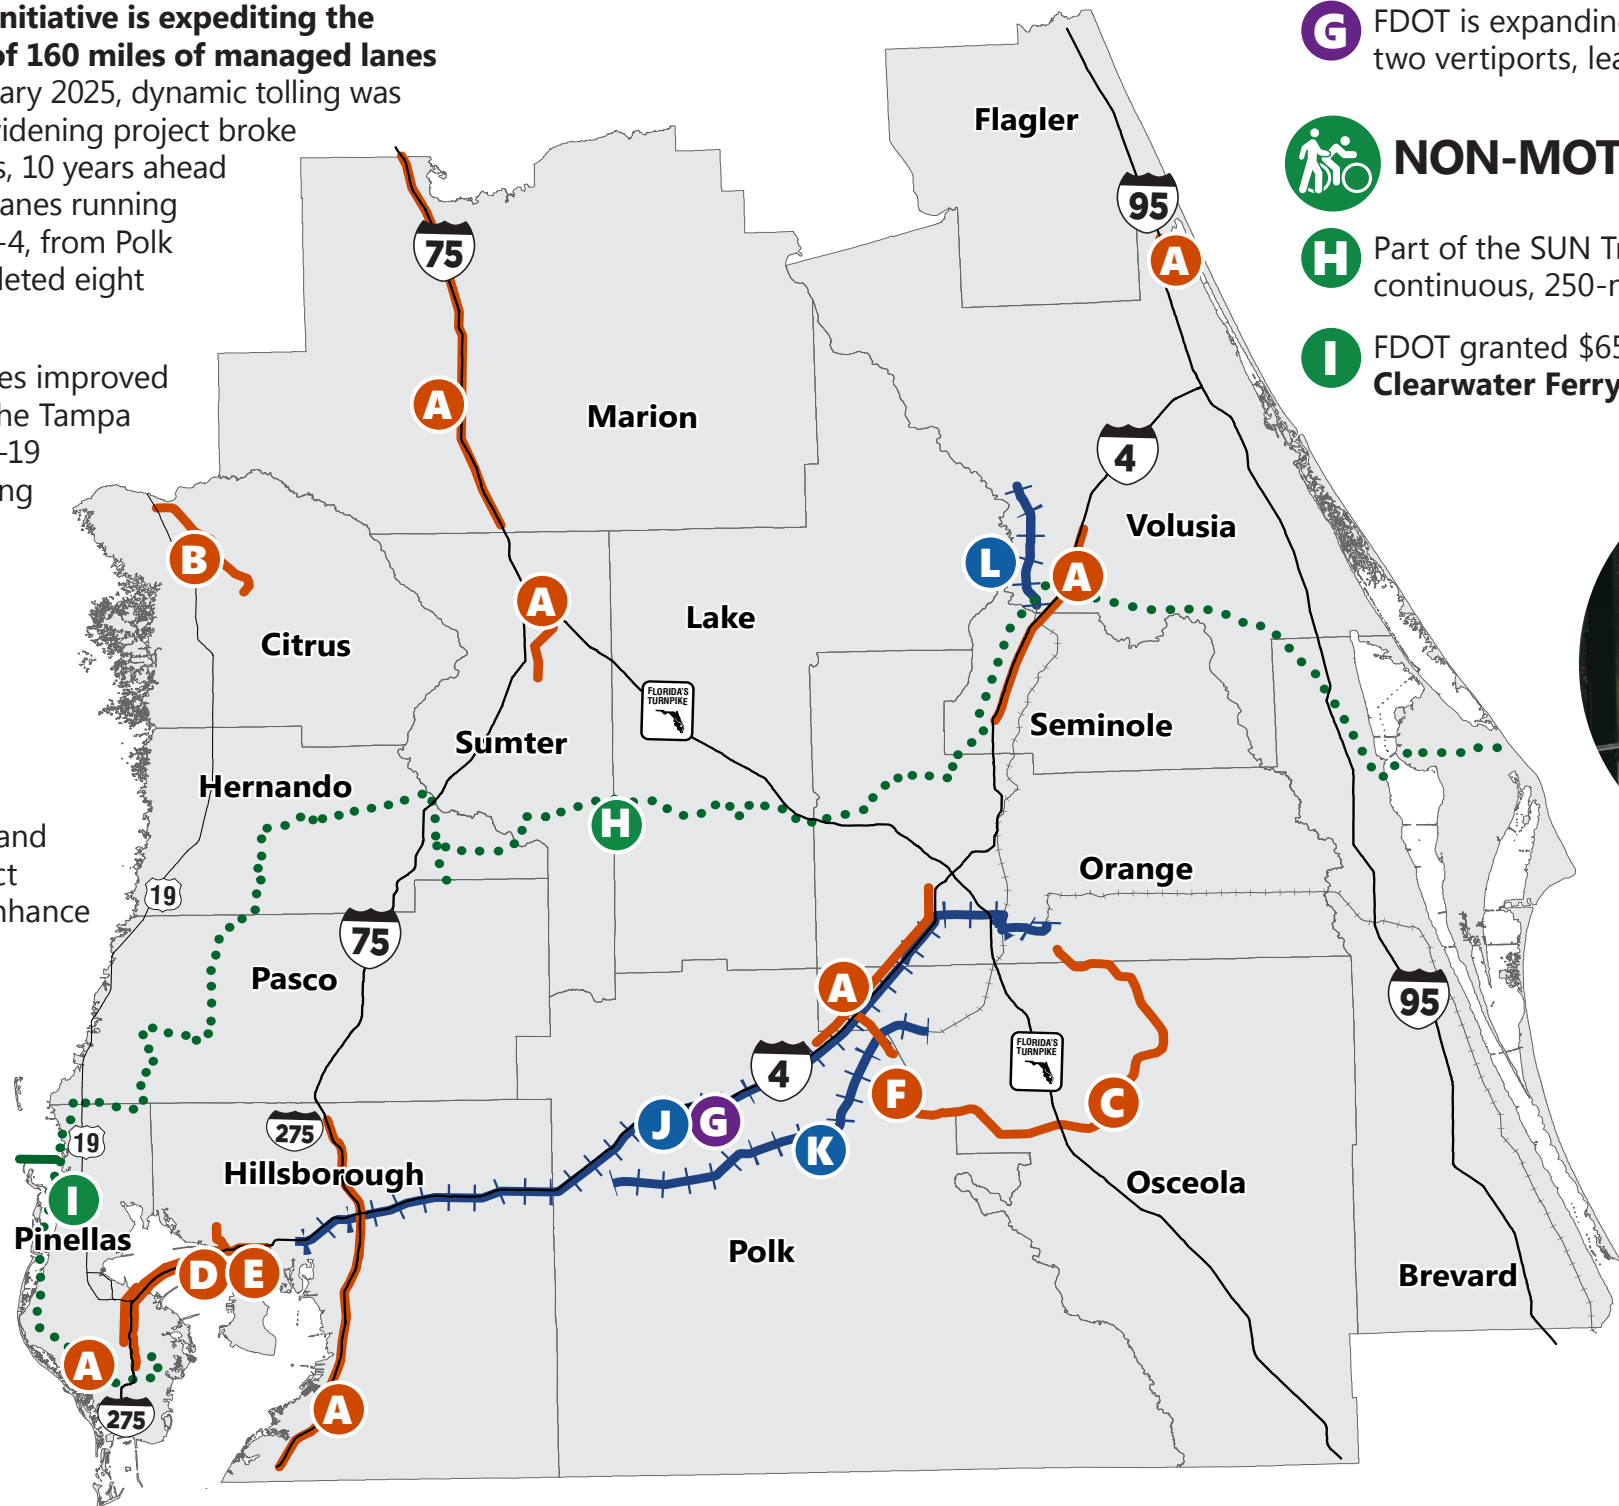 nitiative is expediting the
of 160 miles of managed lanes
ary 2025, dynamic tolling was
videning project broke
s, 10 years ahead
anes running
-4, from Polk
leted eight
es improved
he Tampa
-19
ng
and
ct
nhance
G FDOT is expanding
two vertiports, lea
NON-MOT
H Part of the SUN Tr
continuous, 250-m
I FDOT granted $65
Clearwater Ferry
Flagler
95
A
75
A
Marion
4
Volusia
B
L
A
A
Lake
Citrus
FLORIDA'S
TURNPIKE
Seminole
Sumter
Hernando
H
Orange
19
75
Pasco
A
95
FLORIDA'S
TURNPIKE
4
F
C
J
G
275
19
K
Hillsborough
Osceola
I
Pinellas
Polk
D
E
Brevard
A
A
275